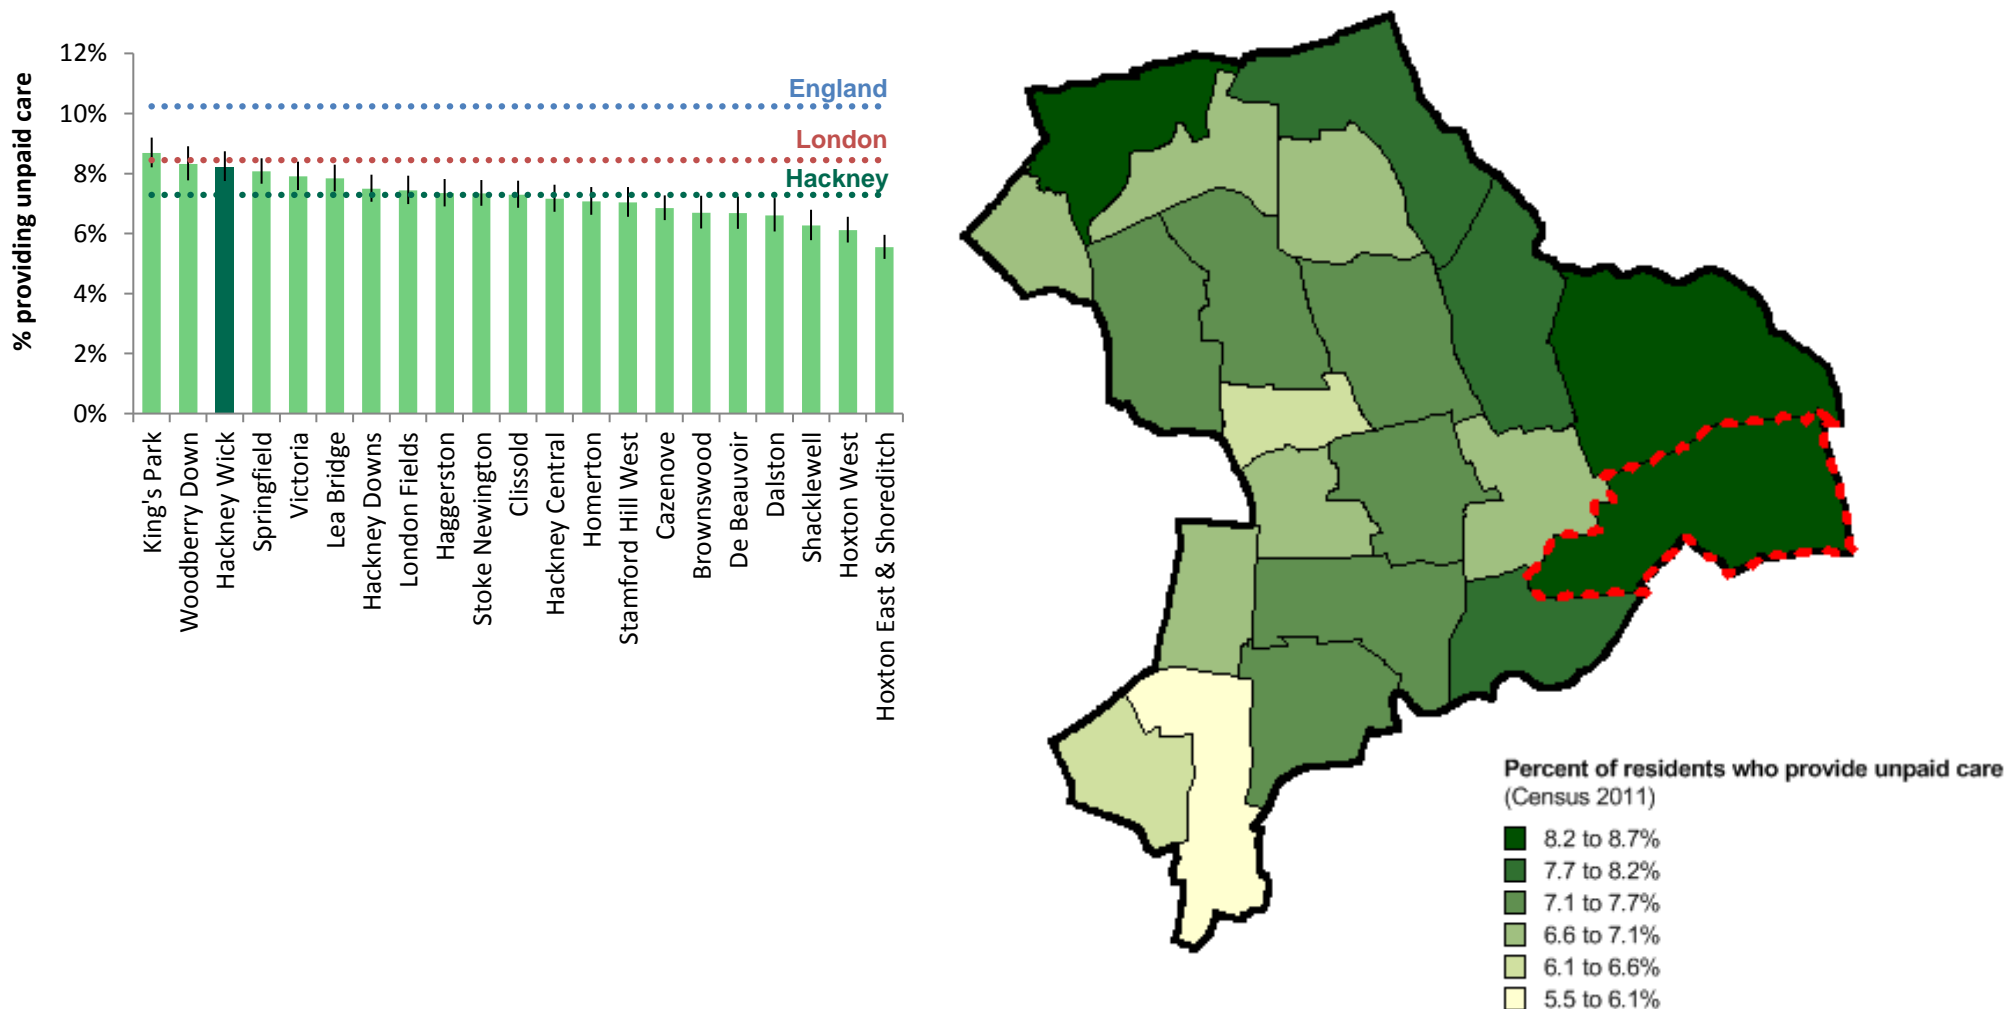 % providing unpaid care
12%
10%
8%
6%
4%
2%
0%
England
London
Hackney
King's Park
Woodberry Down
Hackney Wick
Springfield
Victoria
Lea Bridge
Hackney Downs
London Fields
Haggerston
Stoke Newington
Clissold
Hackney Central
Homerton
Stamford Hill West
Cazenove
Brownswood
De Beauvoir
Dalston
Shacklewell
Hoxton West
Hoxton East & Shoreditch
Percent of residents who provide unpaid care
(Census 2011)
8.2 to 8.7%
7.7 to 8.2%
7.1 to 7.7%
6.6 to 7.1%
6.1 to 6.6%
5.5 to 6.1%